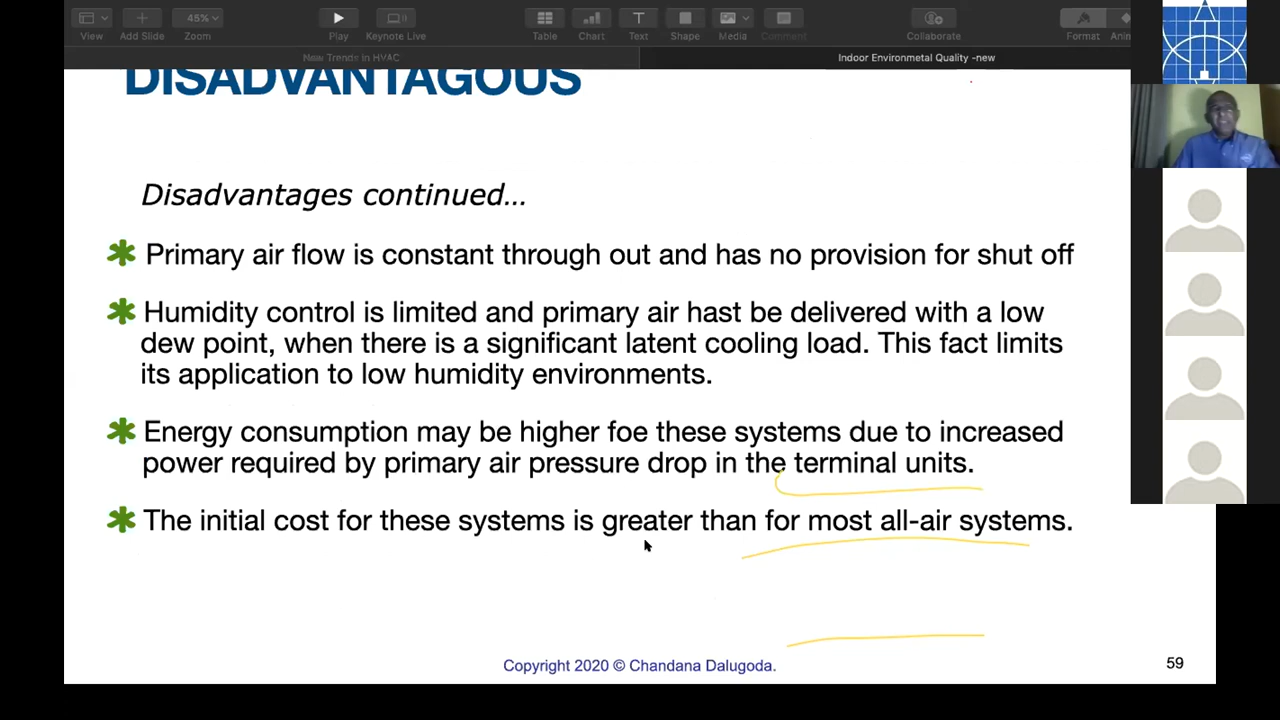 View
Add Slide
45%
Zoom
Play
Keynote Live
Table
Chart
Text
Shape
Media
Comment
Collaborate
Format
Anim
New Trends in HVAC
Indoor Environmetal Quality -new
DISADVANTAGOUS
Disadvantages continued...
Primary air flow is constant through out and has no provision for shut off
Humidity control is limited and primary air hast be delivered with a low
dew point, when there is a significant latent cooling load. This fact limits
its application to low humidity environments.
Energy consumption may be higher foe these systems due to increased
power required by primary air pressure drop in the terminal units.
The initial cost for these systems is greater than for most all-air systems.
Copyright 2020 © Chandana Dalugoda.
59